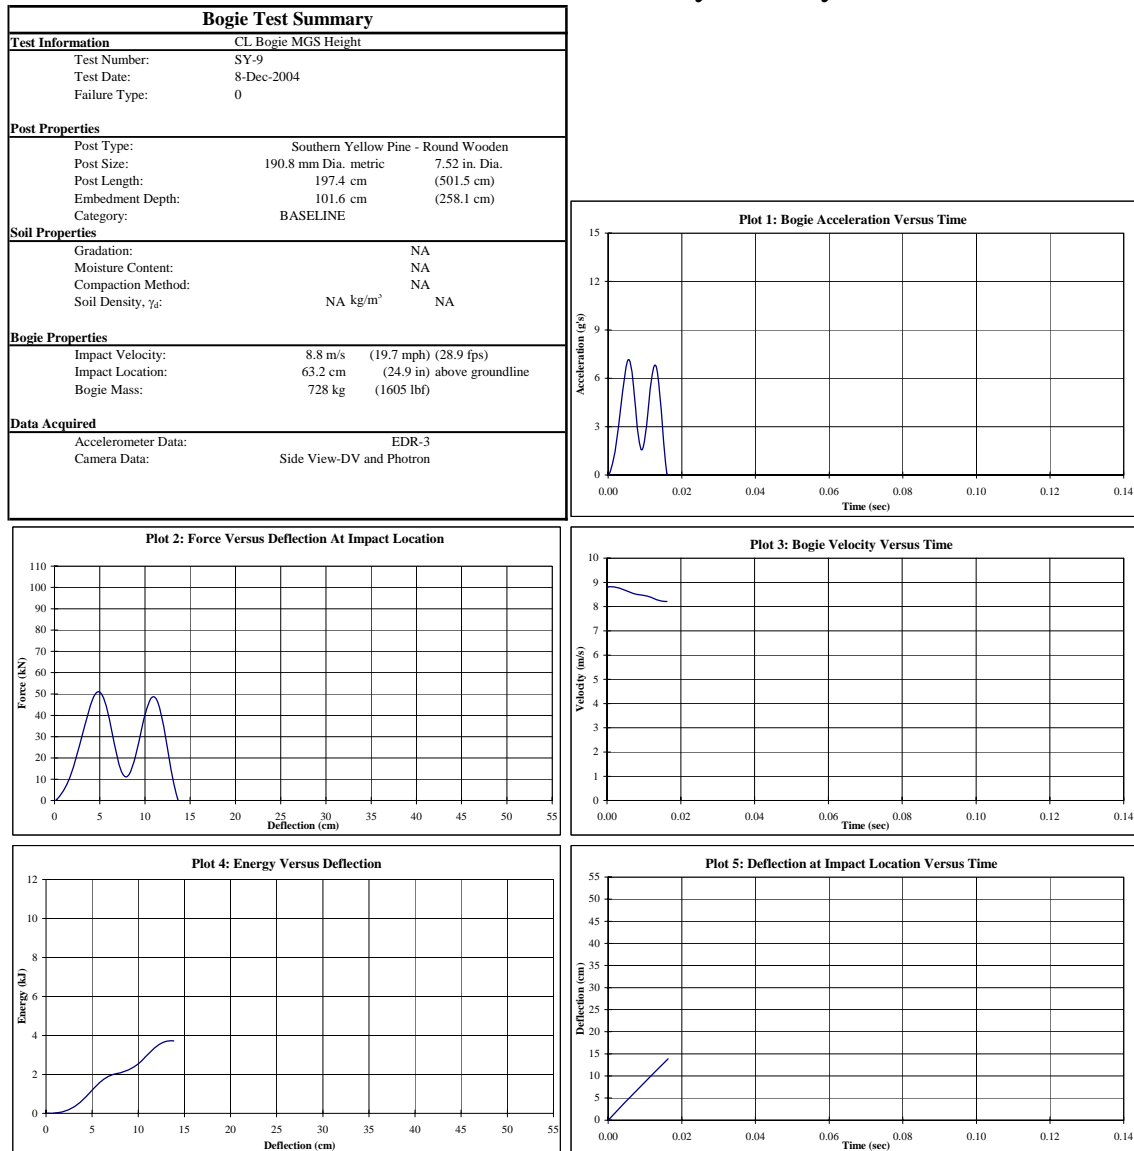 Bogie Test Summary
Test Information CL Bogie MGS Height
Test Number: SY-9
Test Date: 8-Dec-2004
Failure Type: 0
Post Properties
Post Type: Southern Yellow Pine - Round Wooden
Post Size: 190.8 mm Dia. metric 7.52 in. Dia.
Post Length: 197.4 cm (501.5 cm)
Embedment Depth: 101.6 cm (258.1 cm)
Category: BASELINE
Soil Properties
Gradation: NA
Moisture Content: NA
Compaction Method: NA
Soil Density, γd: NA kg/m³ NA
Bogie Properties
Impact Velocity: 8.8 m/s (19.7 mph) (28.9 fps)
Impact Location: 63.2 cm (24.9 in) above groundline
Bogie Mass: 728 kg (1605 lbf)
Data Acquired
Accelerometer Data: EDR-3
Camera Data: Side View-DV and Photron
Plot 1: Bogie Acceleration Versus Time
15
12
9
6
3
0
Acceleration (g's)
0.00 0.02 0.04 0.06 0.08 0.10 0.12 0.14
Time (sec)
Plot 2: Force Versus Deflection At Impact Location
110
100
90
80
70
60
50
40
30
20
10
0
Force (kN)
0 5 10 15 20 25 30 35 40 45 50 55
Deflection (cm)
Plot 3: Bogie Velocity Versus Time
10
9
8
7
6
5
4
3
2
1
0
Velocity (m/s)
0.00 0.02 0.04 0.06 0.08 0.10 0.12 0.14
Time (sec)
Plot 4: Energy Versus Deflection
12
10
8
6
4
2
0
Energy (kJ)
0 5 10 15 20 25 30 35 40 45 50 55
Deflection (cm)
Plot 5: Deflection at Impact Location Versus Time
55
50
45
40
35
30
25
20
15
10
5
0
Deflection (cm)
0.00 0.02 0.04 0.06 0.08 0.10 0.12 0.14
Time (sec)